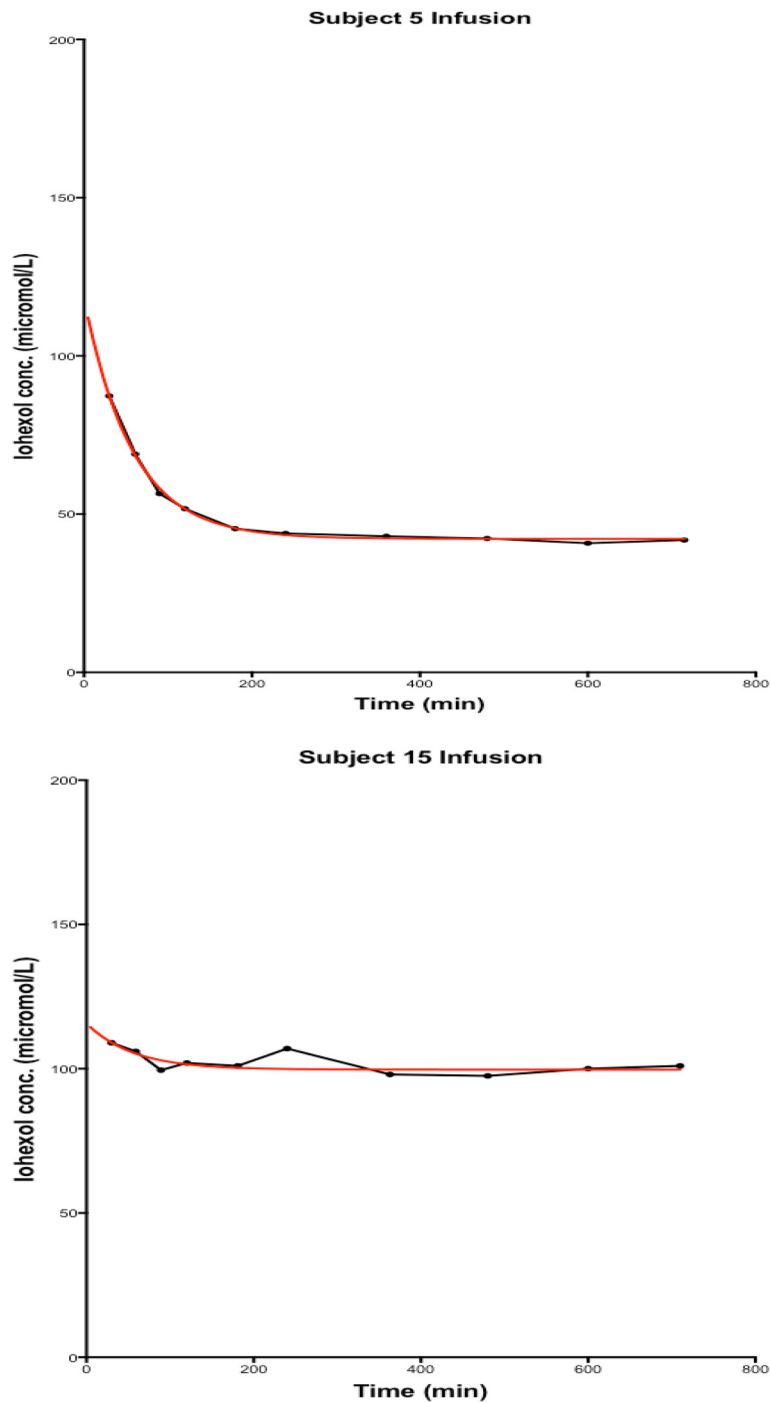 Subject 5 Infusion
200
150
100
50
0
Iohexol conc. (micromol/L)
0 200 400 600 800
Time (min)
Subject 15 Infusion
200
150
100
50
0
Iohexol conc. (micromol/L)
0 200 400 600 800
Time (min)